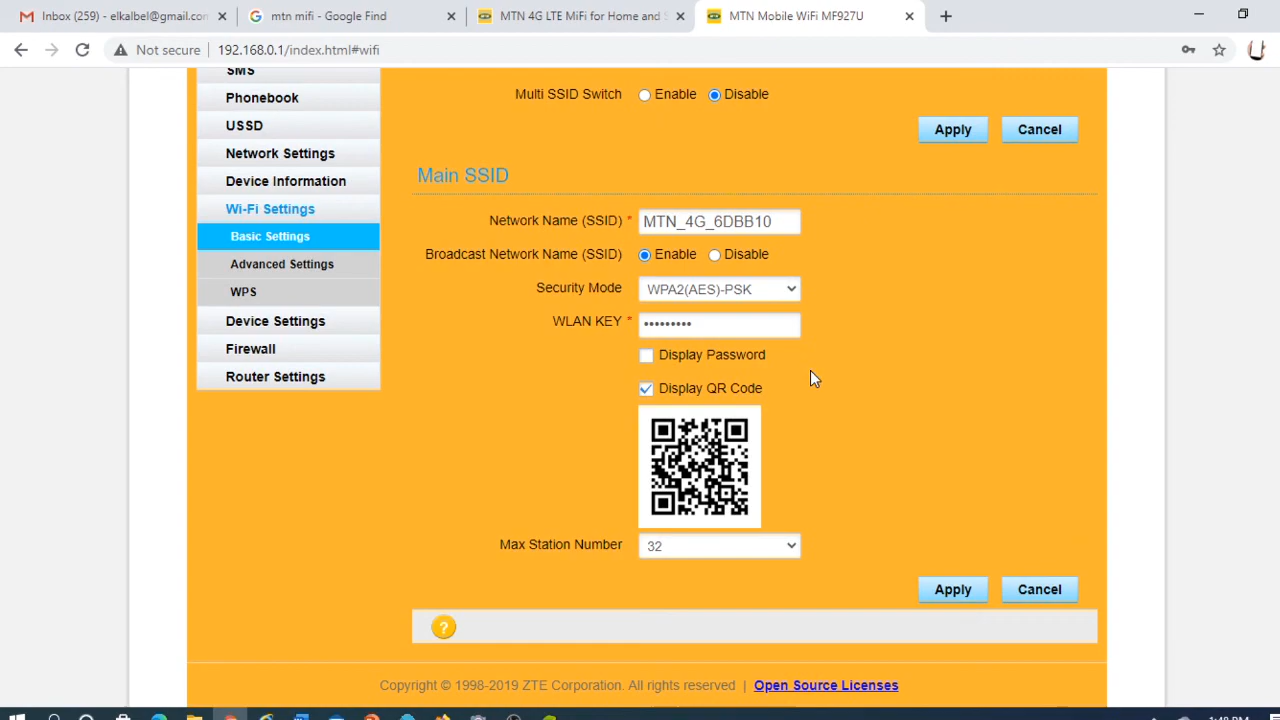 Inbox (259) - elkalbel@gmail.com
mtn mifi - Google Find
MTN 4G LTE MiFi for Home and S
MTN Mobile WiFi MF927U
Not secure 192.168.0.1/index.html#wifi
SMS
Phonebook
USSD
Network Settings
Device Information
Wi-Fi Settings
Basic Settings
Advanced Settings
WPS
Device Settings
Firewall
Router Settings
Multi SSID Switch Enable Disable
Apply Cancel
Main SSID
Network Name (SSID) * MTN_4G_6DBB10
Broadcast Network Name (SSID) Enable Disable
Security Mode WPA2(AES)-PSK
WLAN KEY * •••••••••
Display Password
Display QR Code
Max Station Number 32
Apply Cancel
?
Copyright © 1998-2019 ZTE Corporation. All rights reserved | Open Source Licenses
1:48 PM